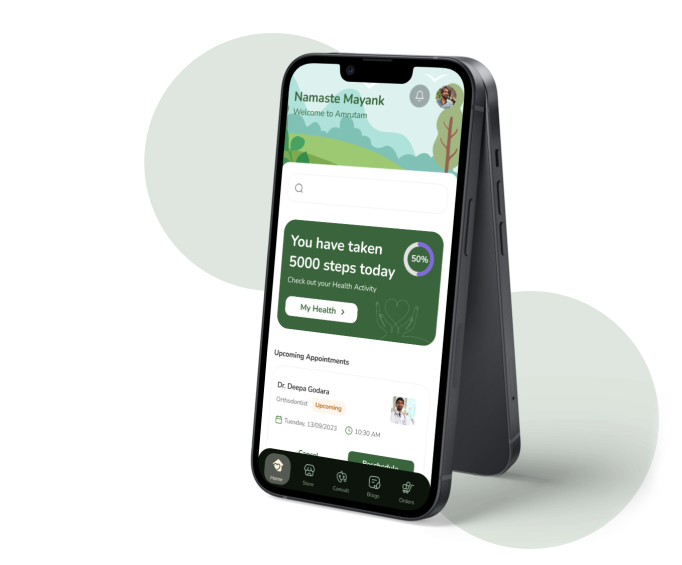 Namaste Mayank
Welcome to Amrutam
You have taken
5000 steps today
50%
Check out your Health Activity
My Health
Upcoming Appointments
Dr. Deepa Godara
Orthodontist Upcoming
Tuesday, 13/09/2023 10:30 AM
Cancel Reschedule
Home Store Consult Blogs Orders